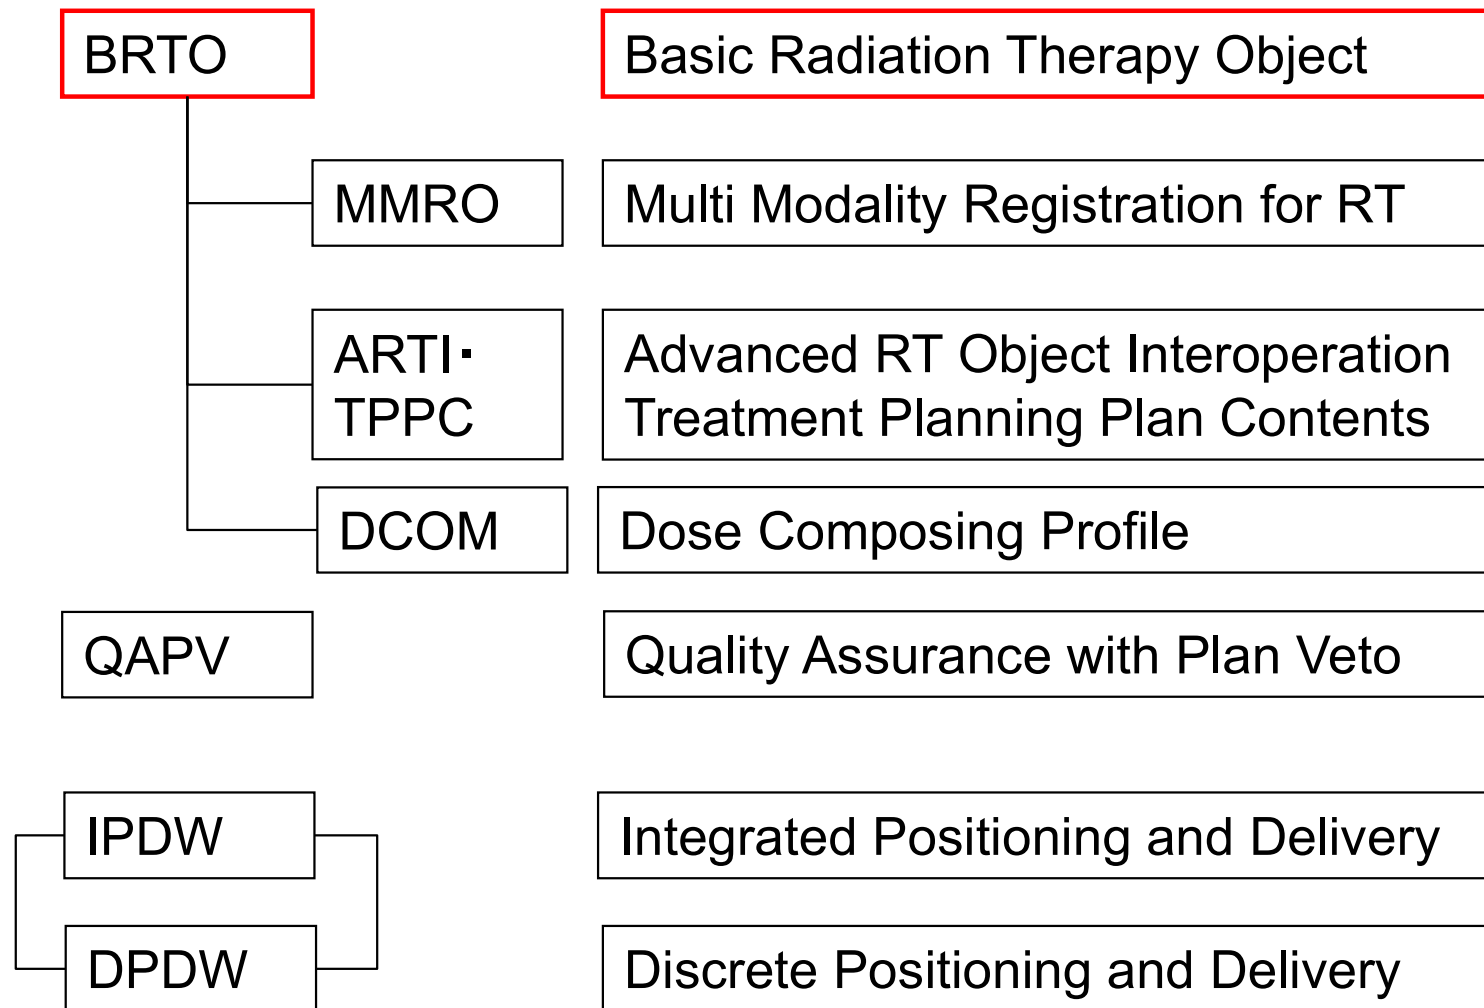 BRTO Basic Radiation Therapy Object
MMRO Multi Modality Registration for RT
ARTI・ Advanced RT Object Interoperation
TPPC Treatment Planning Plan Contents
DCOM Dose Composing Profile
QAPV Quality Assurance with Plan Veto
IPDW Integrated Positioning and Delivery
DPDW Discrete Positioning and Delivery